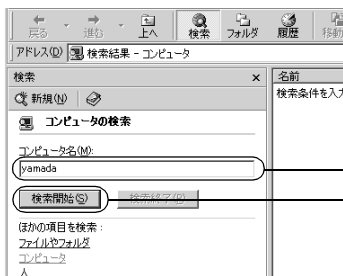 戻る 進む 上へ 検索 フォルダ 履歴 移動
アドレス(D) 検索結果 - コンピュータ
検索 × 名前
新規(N) 検索条件を入力
コンピュータの検索
コンピュータ名(M):
yamada
検索開始(S) 検索終了(P)
ほかの項目を検索:
ファイルやフォルダ
コンピュータ
人